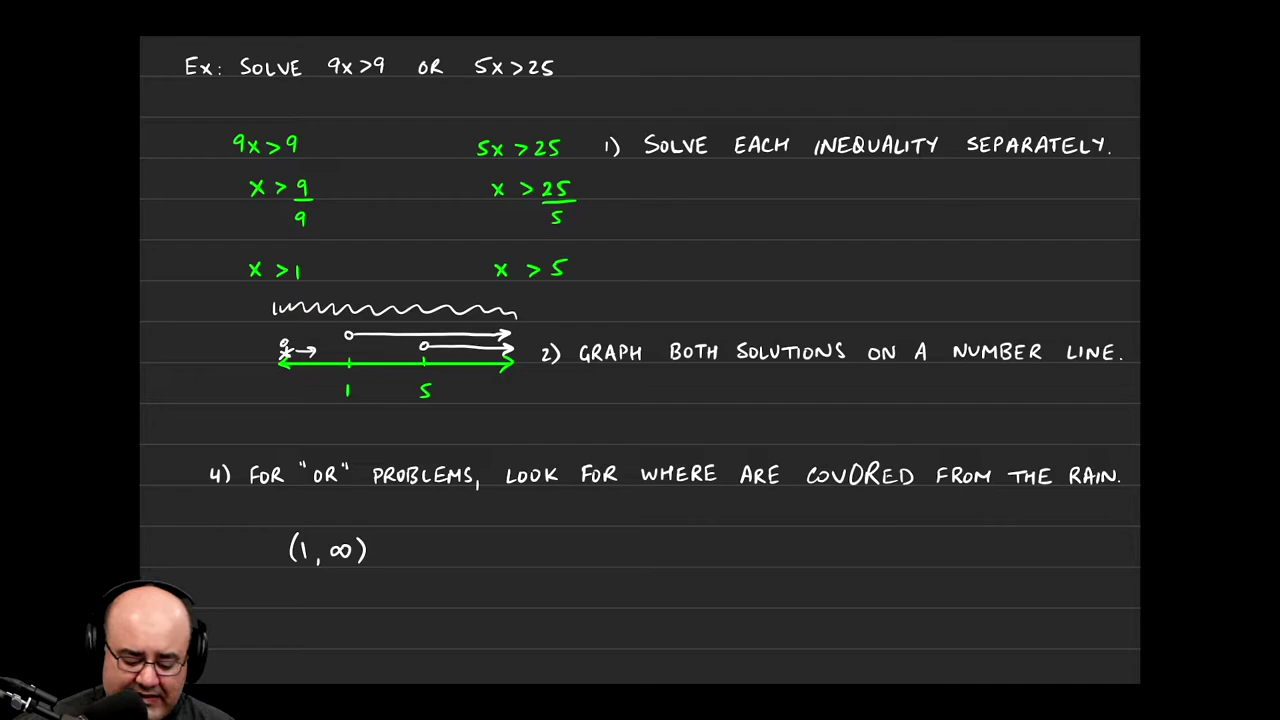 Ex: SOLVE 9x>9 OR 5x>25
9x>9 5x>25 1) SOLVE EACH INEQUALITY SEPARATELY.
x > 9/9 x > 25/5
x >1 x > 5
2) GRAPH BOTH SOLUTIONS ON A NUMBER LINE.
1 5
4) FOR "OR" PROBLEMS, LOOK FOR WHERE ARE COVORED FROM THE RAIN.
(1, ∞)